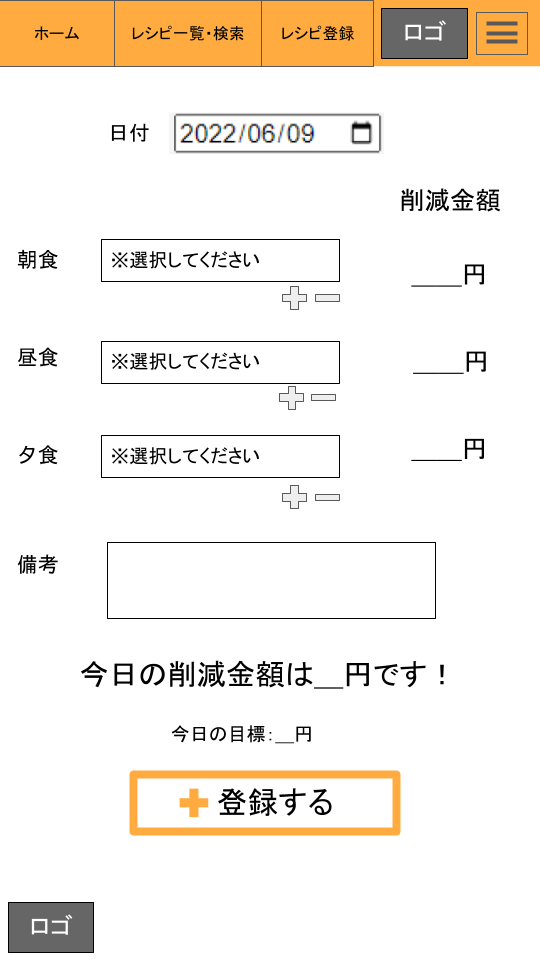 ホーム レシピ一覧・検索 レシピ登録 ロゴ
日付 2022/06/09
削減金額
朝食 ※選択してください ___円
昼食 ※選択してください ___円
夕食 ※選択してください ___円
備考
今日の削減金額は__円です！
今日の目標：__円
登録する
ロゴ